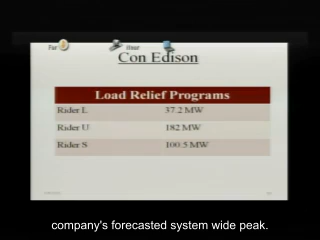 Con Edison
Load Relief Programs
Rider L 37.2 MW
Rider U 182 MW
Rider S 100.5 MW
company's forecasted system wide peak.